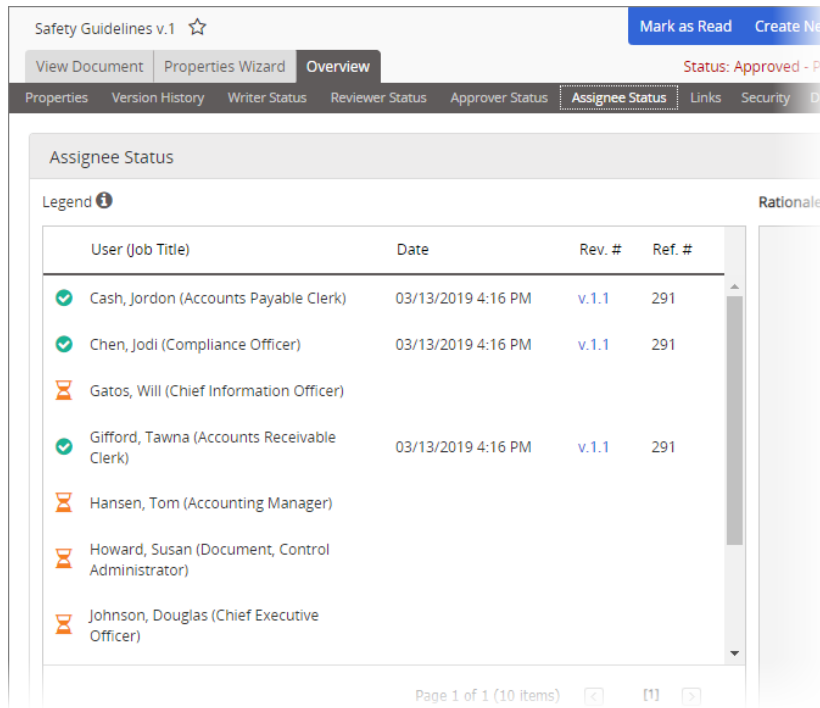 Safety Guidelines v.1
Mark as Read Create Ne
View Document Properties Wizard Overview
Status: Approved - P
Properties Version History Writer Status Reviewer Status Approver Status Assignee Status Links Security D
Assignee Status
Legend
Rationale
User (Job Title) Date Rev. # Ref. #
Cash, Jordon (Accounts Payable Clerk) 03/13/2019 4:16 PM v.1.1 291
Chen, Jodi (Compliance Officer) 03/13/2019 4:16 PM v.1.1 291
Gatos, Will (Chief Information Officer)
Gifford, Tawna (Accounts Receivable
Clerk) 03/13/2019 4:16 PM v.1.1 291
Hansen, Tom (Accounting Manager)
Howard, Susan (Document, Control
Administrator)
Johnson, Douglas (Chief Executive
Officer)
Page 1 of 1 (10 items) < [1] >